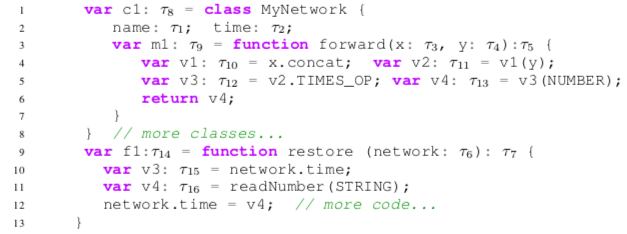 1 var c1: τ8 = class MyNetwork {
2 name: τ1; time: τ2;
3 var m1: τ9 = function forward(x: τ3, y: τ4):τ5 {
4 var v1: τ10 = x.concat; var v2: τ11 = v1(y);
5 var v3: τ12 = v2.TIMES_OP; var v4: τ13 = v3(NUMBER);
6 return v4;
7 }
8 } // more classes...
9 var f1:τ14 = function restore (network: τ6): τ7 {
10 var v3: τ15 = network.time;
11 var v4: τ16 = readNumber(STRING);
12 network.time = v4; // more code...
13 }